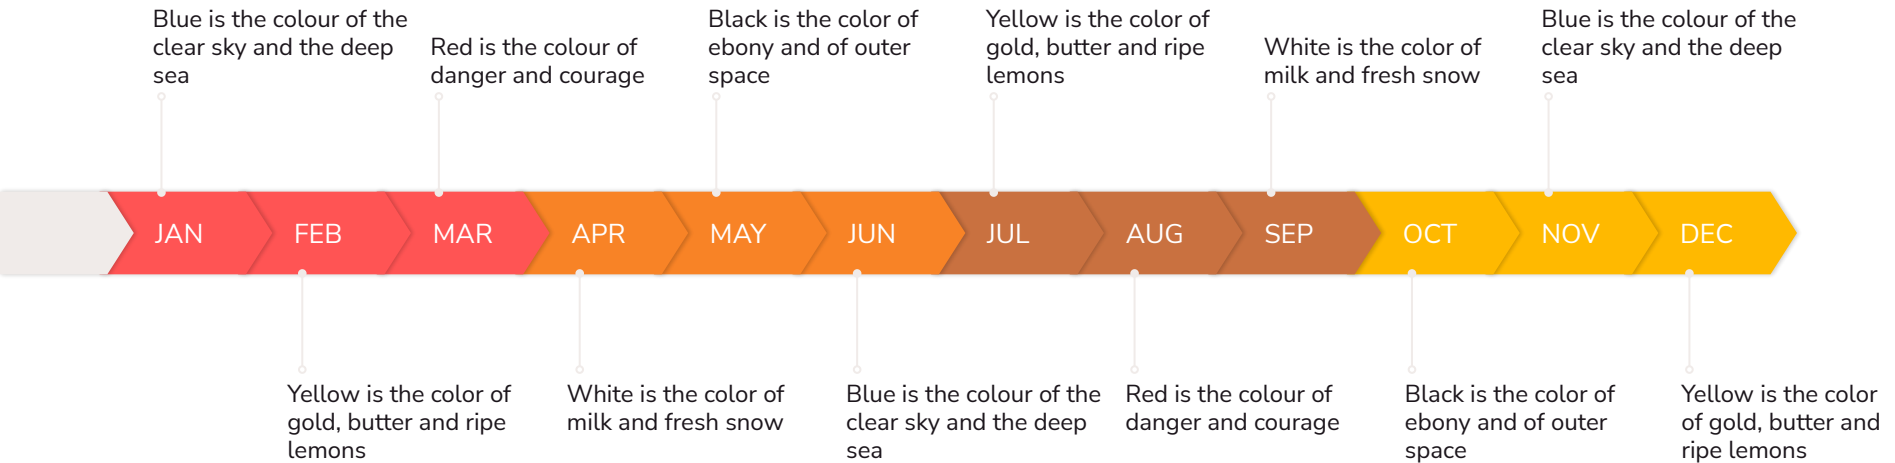 Blue is the colour of the
clear sky and the deep
sea
Red is the colour of
danger and courage
Black is the color of
ebony and of outer
space
Yellow is the color of
gold, butter and ripe
lemons
White is the color of
milk and fresh snow
Blue is the colour of the
clear sky and the deep
sea
JAN
FEB
MAR
APR
MAY
JUN
JUL
AUG
SEP
OCT
NOV
DEC
Yellow is the color of
gold, butter and ripe
lemons
White is the color of
milk and fresh snow
Blue is the colour of the
clear sky and the deep
sea
Red is the colour of
danger and courage
Black is the color of
ebony and of outer
space
Yellow is the color
of gold, butter and
ripe lemons